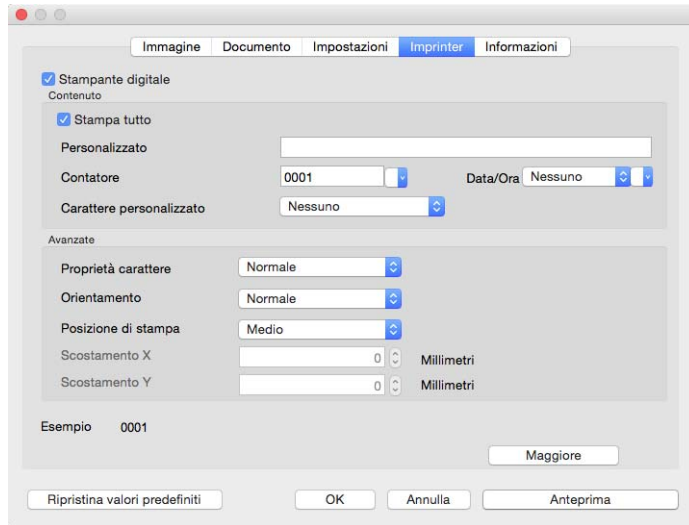 Immagine Documento Impostazioni Imprinter Informazioni
Stampante digitale
Contenuto
Stampa tutto
Personalizzato
Contatore 0001 Data/Ora Nessuno
Carattere personalizzato Nessuno
Avanzate
Proprietà carattere Normale
Orientamento Normale
Posizione di stampa Medio
Scostamento X 0 Millimetri
Scostamento Y 0 Millimetri
Esempio 0001
Maggiore
Ripristina valori predefiniti OK Annulla Anteprima